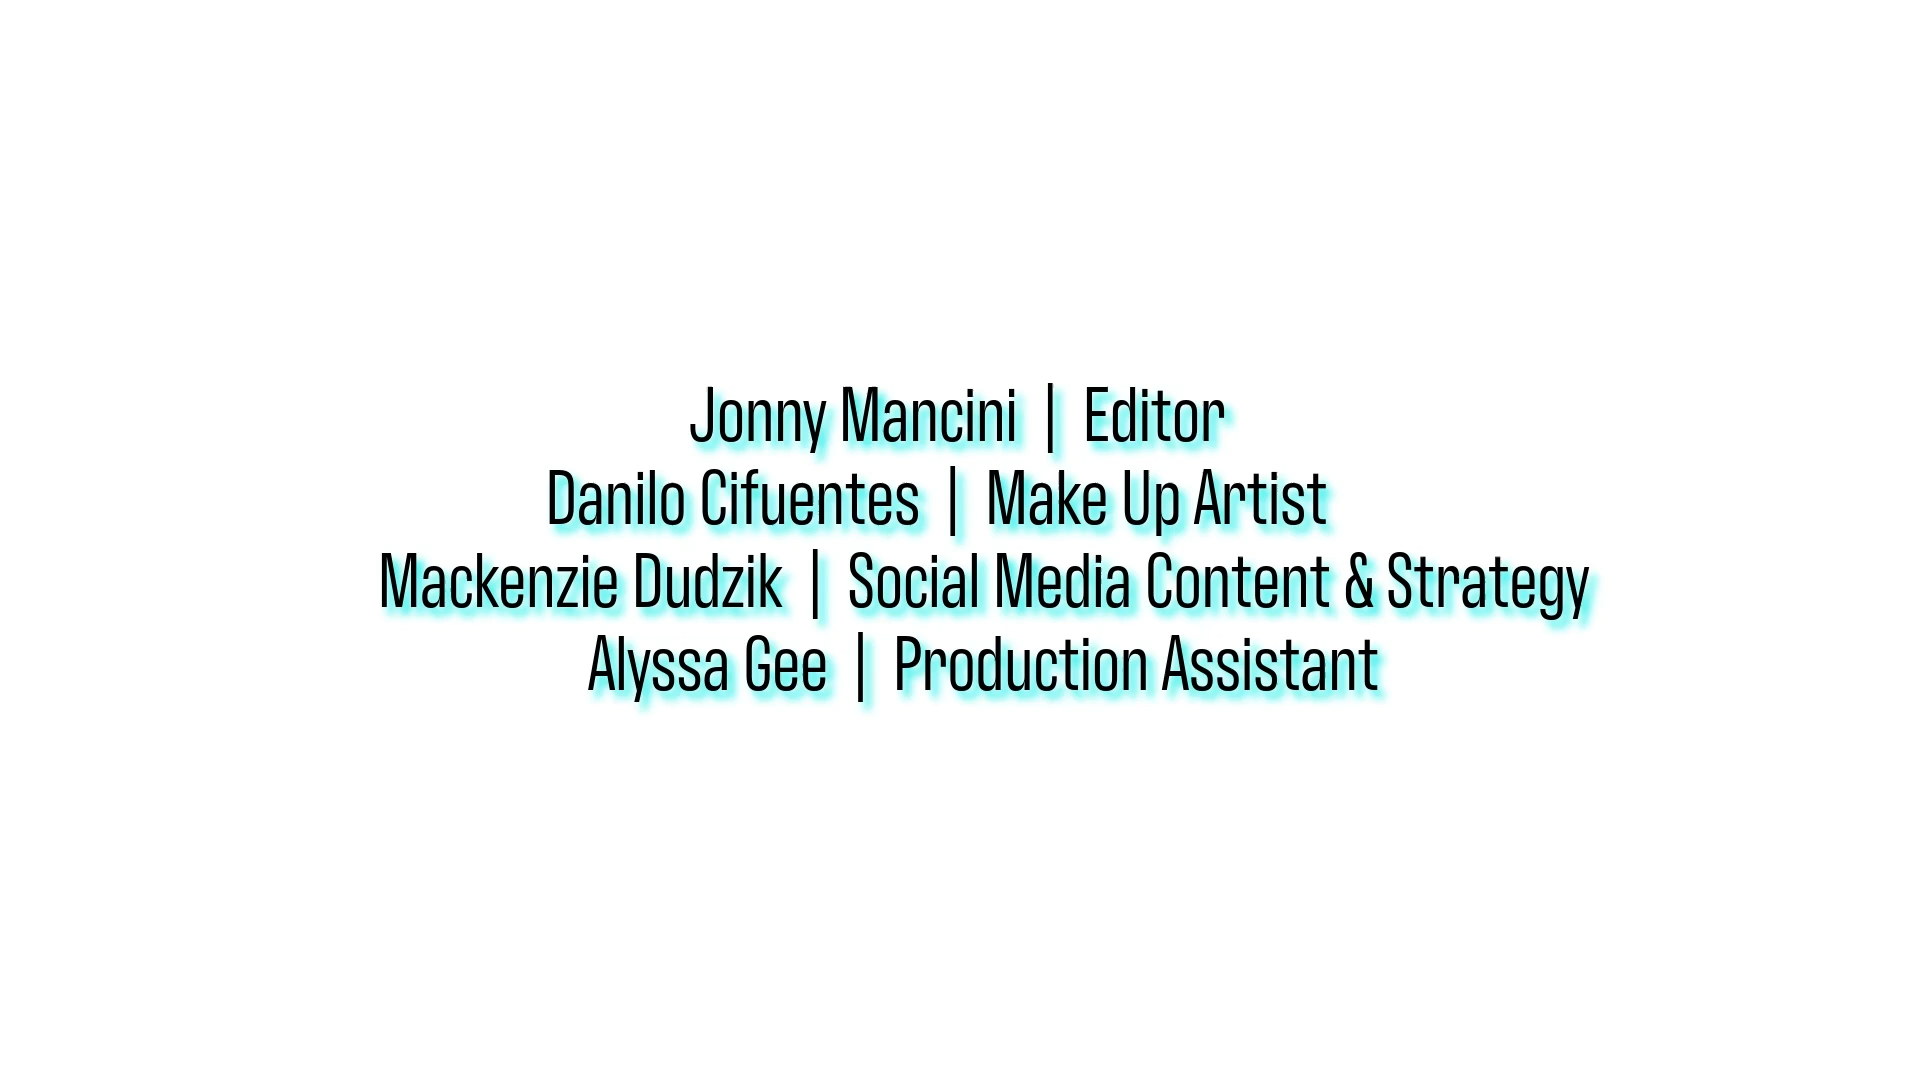 Jonny Mancini | Editor
Danilo Cifuentes | Make Up Artist
Mackenzie Dudzik | Social Media Content & Strategy
Alyssa Gee | Production Assistant